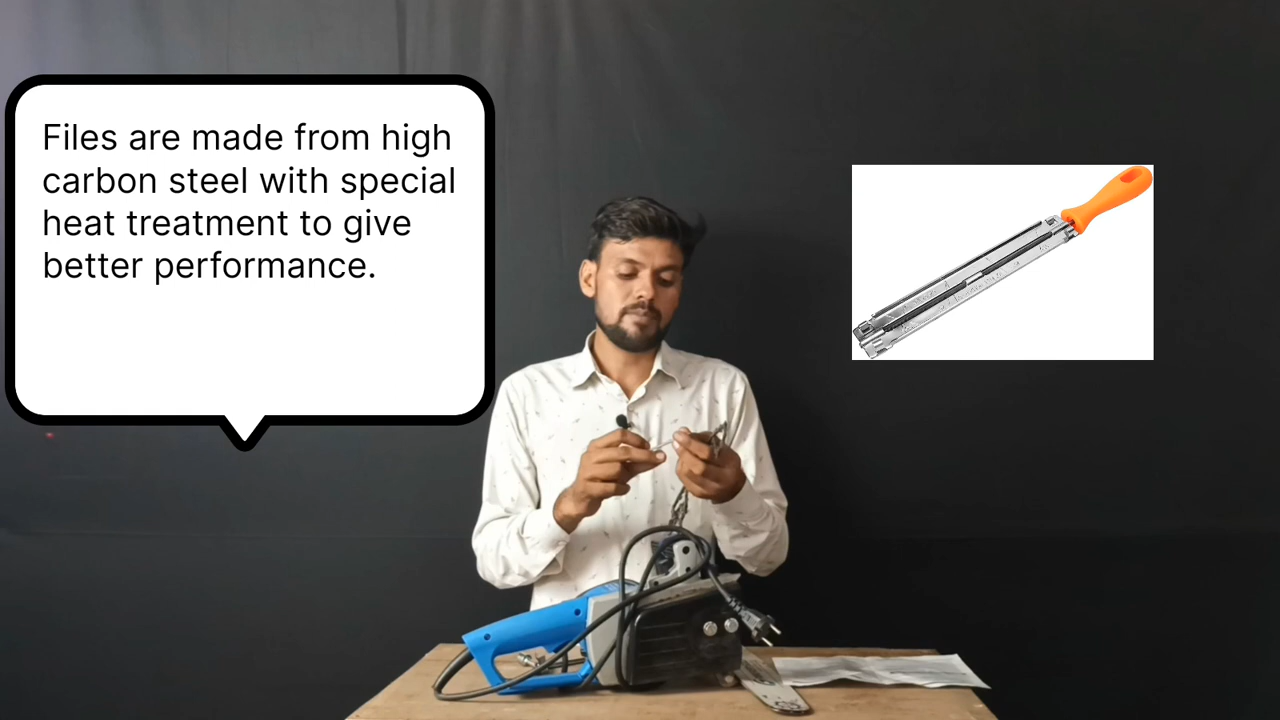 Files are made from high
carbon steel with special
heat treatment to give
better performance.